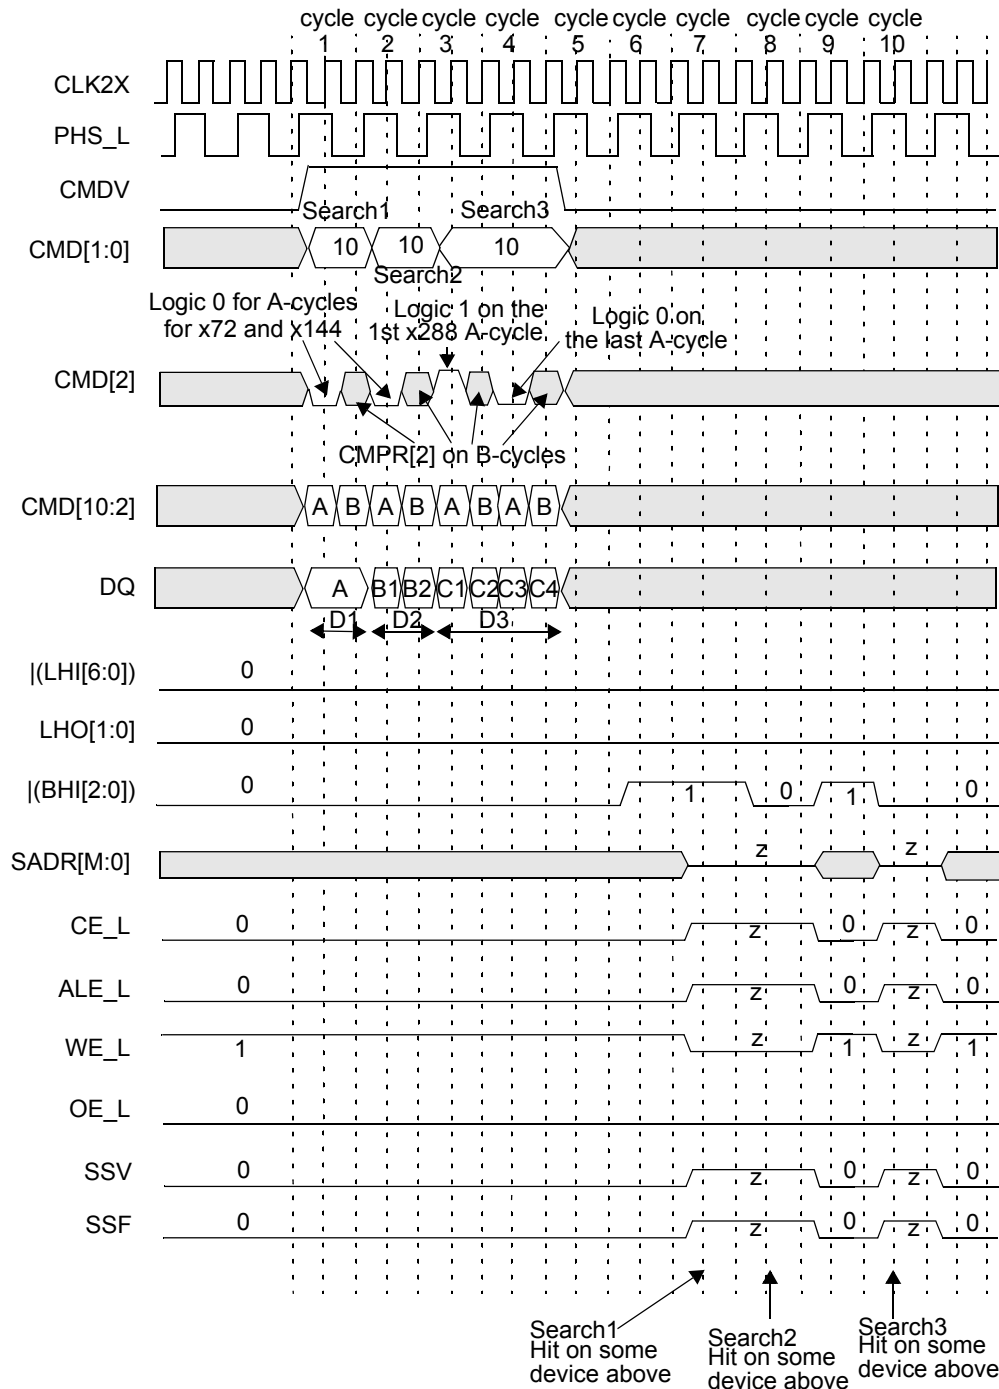 cycle cycle cycle cycle cycle cycle cycle cycle cycle cycle
1 2 3 4 5 6 7 8 9 10
CLK2X
PHS_L
CMDV
Search1 Search3
CMD[1:0] 10 10 10
Search2
Logic 0 for A-cycles
for x72 and x144
Logic 1 on the
1st x288 A-cycle
Logic 0 on
the last A-cycle
CMD[2]
CMPR[2] on B-cycles
CMD[10:2] A B A B A B A B
DQ A B1 B2 C1 C2 C3 C4
D1 D2 D3
|(LHI[6:0]) 0
LHO[1:0] 0
|(BHI[2:0]) 0 1 0 1 0
SADR[M:0] z z
CE_L 0 z 0 z 0
ALE_L 0 z 0 z 0
WE_L 1 z 1 z 1
OE_L 0
SSV 0 z 0 z 0
SSF 0 z 0 z 0
Search1
Hit on some
device above
Search2
Hit on some
device above
Search3
Hit on some
device above